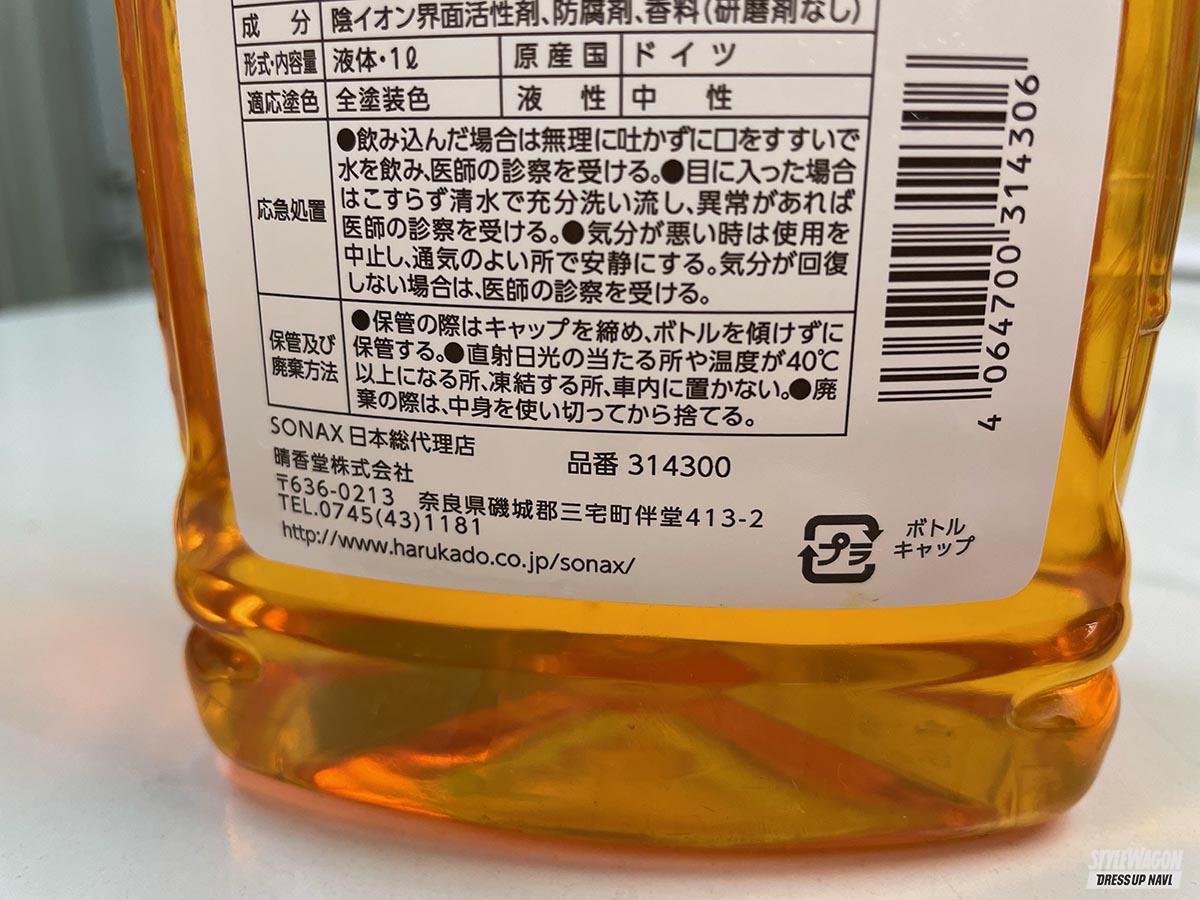 成 分 陰イオン界面活性剤、防腐剤、香料(研磨剤なし)
形式・内容量 液体・1ℓ 原産国 ドイツ
適応塗色 全塗装色 液 性 中 性
応急処置
●飲み込んだ場合は無理に吐かずに口をすすいで
水を飲み、医師の診察を受ける。●目に入った場合
はこすらず清水で充分洗い流し、異常があれば
医師の診察を受ける。●気分が悪い時は使用を
中止し、通気のよい所で安静にする。気分が回復
しない場合は、医師の診察を受ける。
保管及び
廃棄方法
●保管の際はキャップを締め、ボトルを傾けずに
保管する。●直射日光の当たる所や温度が40℃
以上になる所、凍結する所、車内に置かない。●廃
棄の際は、中身を使い切ってから捨てる。
SONAX日本総代理店
晴香堂株式会社
品番 314300
〒636-0213 奈良県磯城郡三宅町伴堂413-2
TEL.0745(43)1181
http://www.harukado.co.jp/sonax/
プラ
ボトル
キャップ
4 064700 314306
STYLEWAGON
DRESS UP NAVI